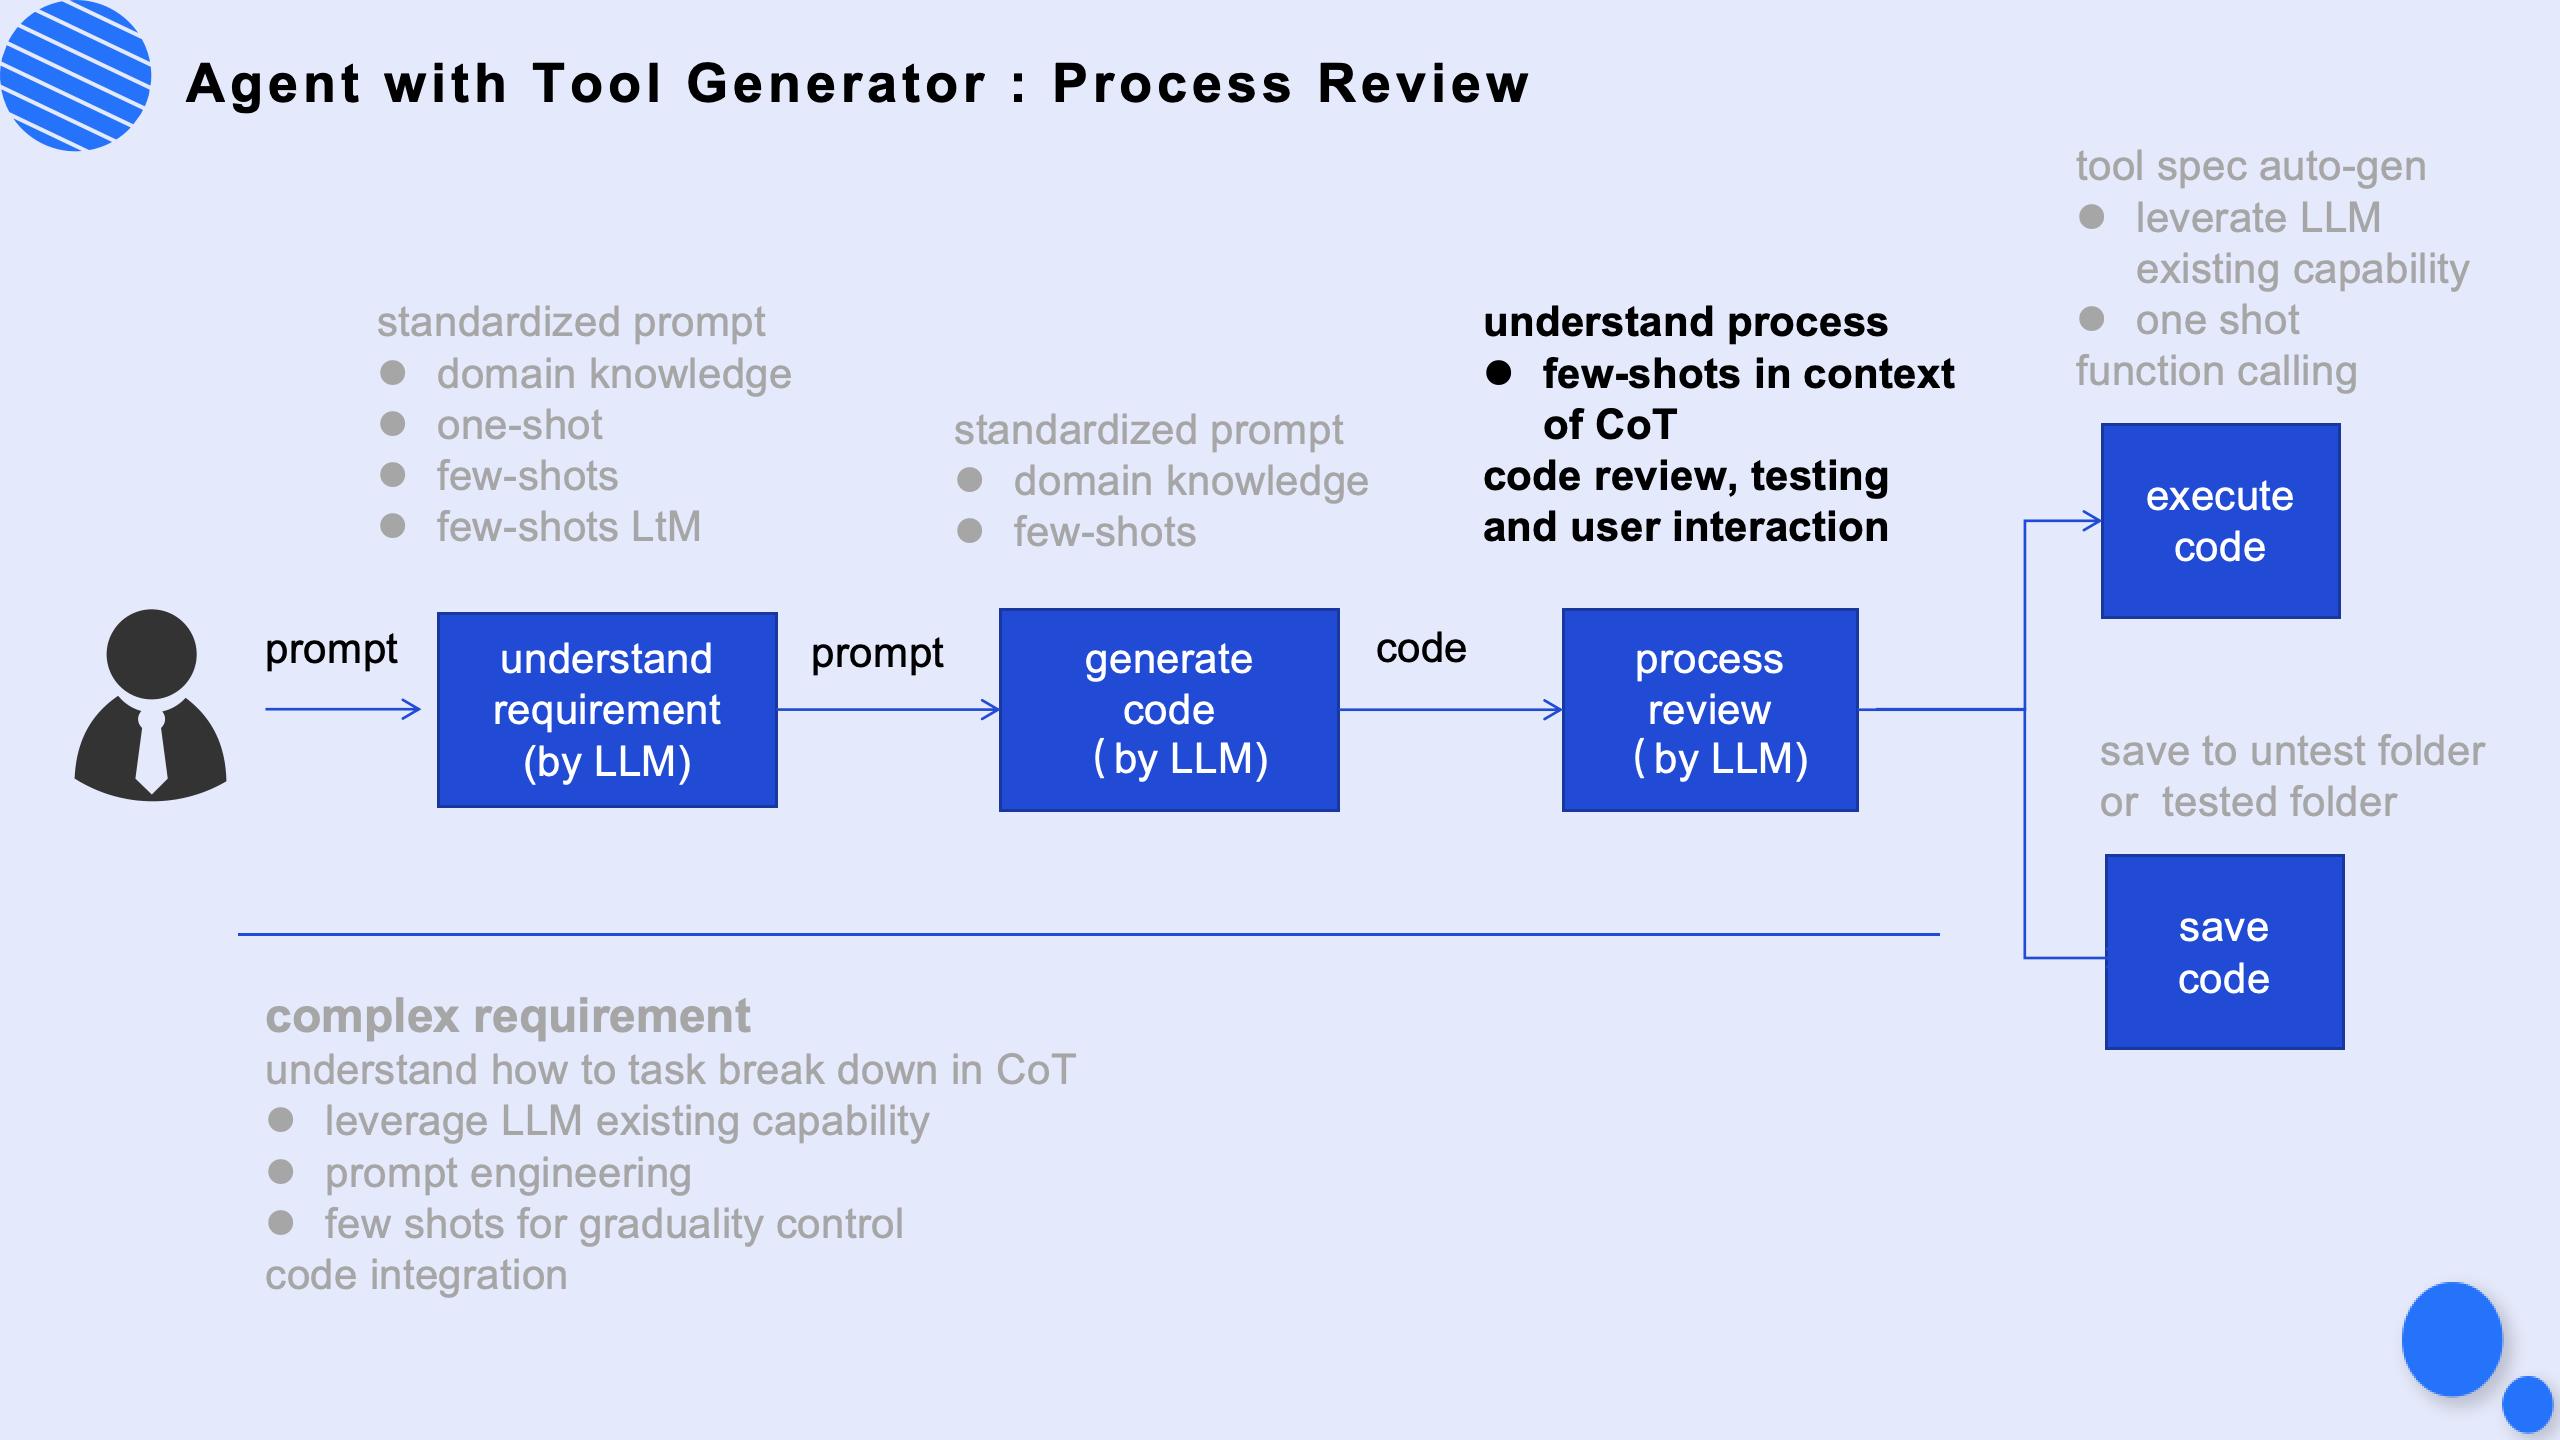 Agent with Tool Generator : Process Review
tool spec auto-gen
● leverate LLM
existing capability
● one shot
function calling
standardized prompt
● domain knowledge
● one-shot
● few-shots
● few-shots LtM
standardized prompt
● domain knowledge
● few-shots
understand process
● few-shots in context
of CoT
code review, testing
and user interaction
execute
code
prompt
understand
requirement
(by LLM)
prompt
generate
code
( by LLM)
code
process
review
( by LLM)
save to untest folder
or tested folder
save
code
complex requirement
understand how to task break down in CoT
● leverage LLM existing capability
● prompt engineering
● few shots for graduality control
code integration